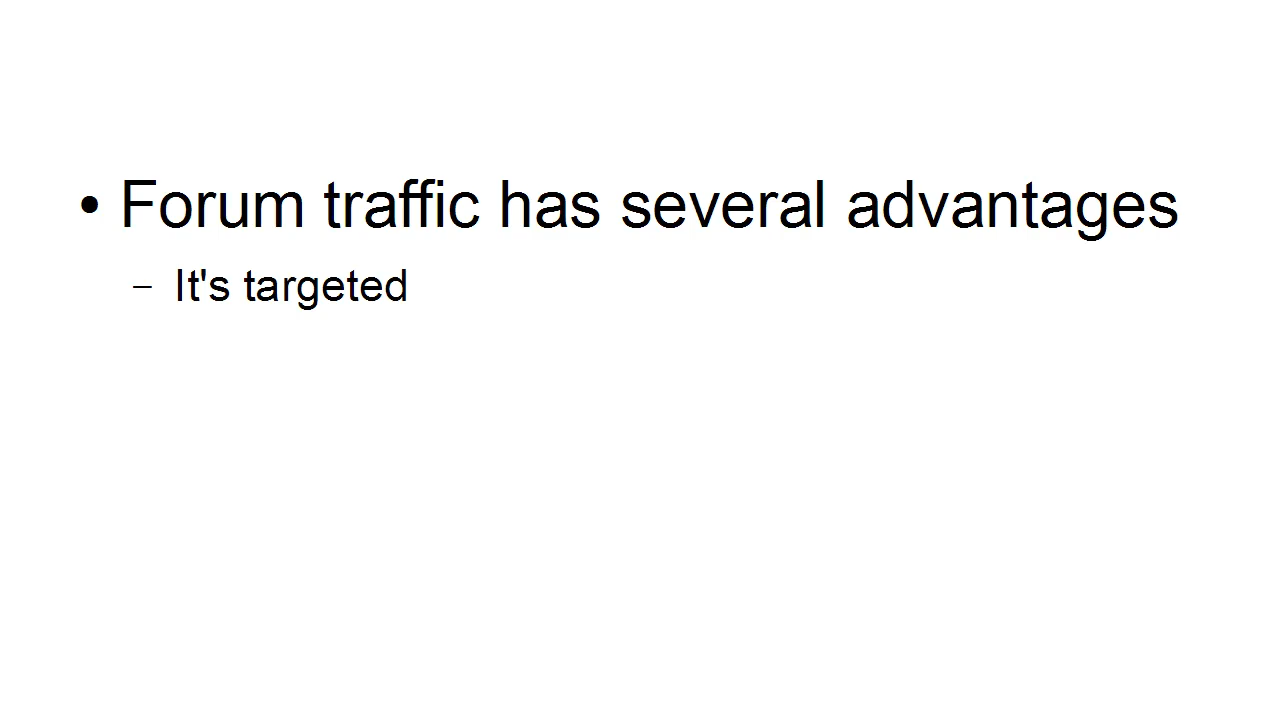 • Forum traffic has several advantages
– It's targeted